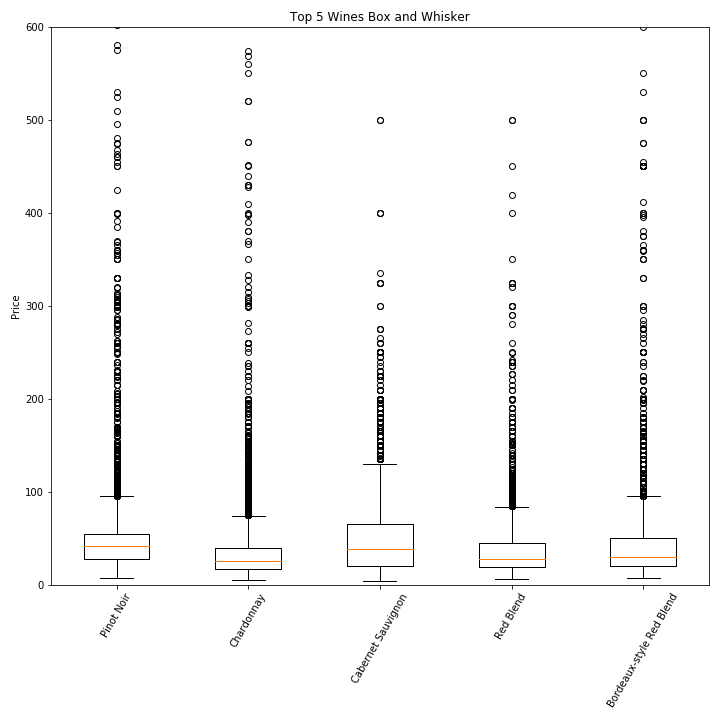 Top 5 Wines Box and Whisker
600
500
400
300
200
100
0
Price
Pinot Noir
Chardonnay
Cabernet Sauvignon
Red Blend
Bordeaux-style Red Blend